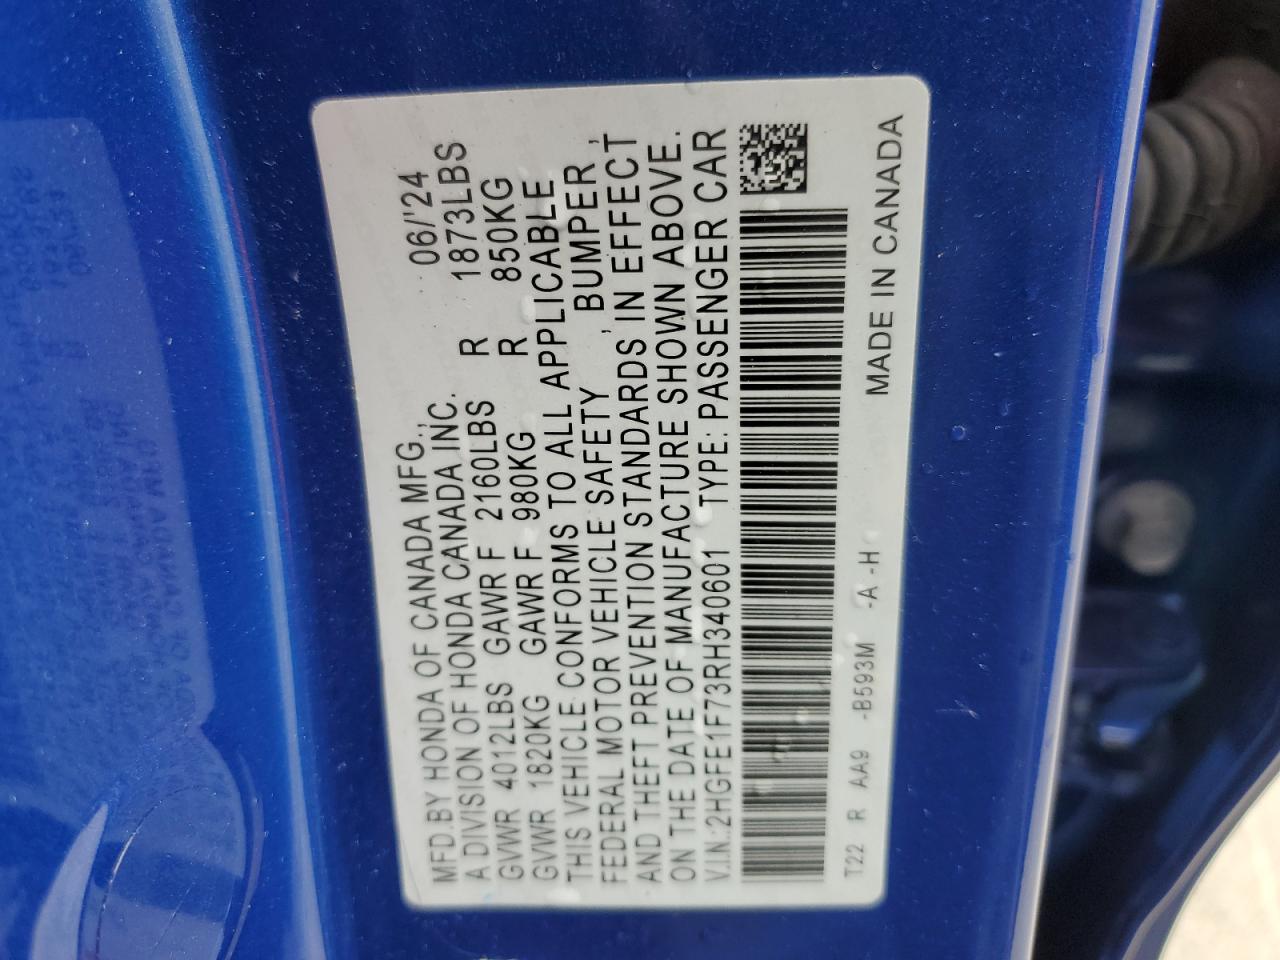 MFD.BY HONDA OF CANADA MFG., 06/'24
A DIVISION OF HONDA CANADA INC.
GVWR 4012LBS GAWR F 2160LBS R 1873LBS
GVWR 1820KG GAWR F 980KG R 850KG
THIS VEHICLE CONFORMS TO ALL APPLICABLE
FEDERAL MOTOR VEHICLE SAFETY , BUMPER ,
AND THEFT PREVENTION STANDARDS IN EFFECT
ON THE DATE OF MANUFACTURE SHOWN ABOVE.
V.I.N.:2HGFE1F73RH340601 TYPE: PASSENGER CAR
T22 R AA9 -B593M -A -H MADE IN CANADA